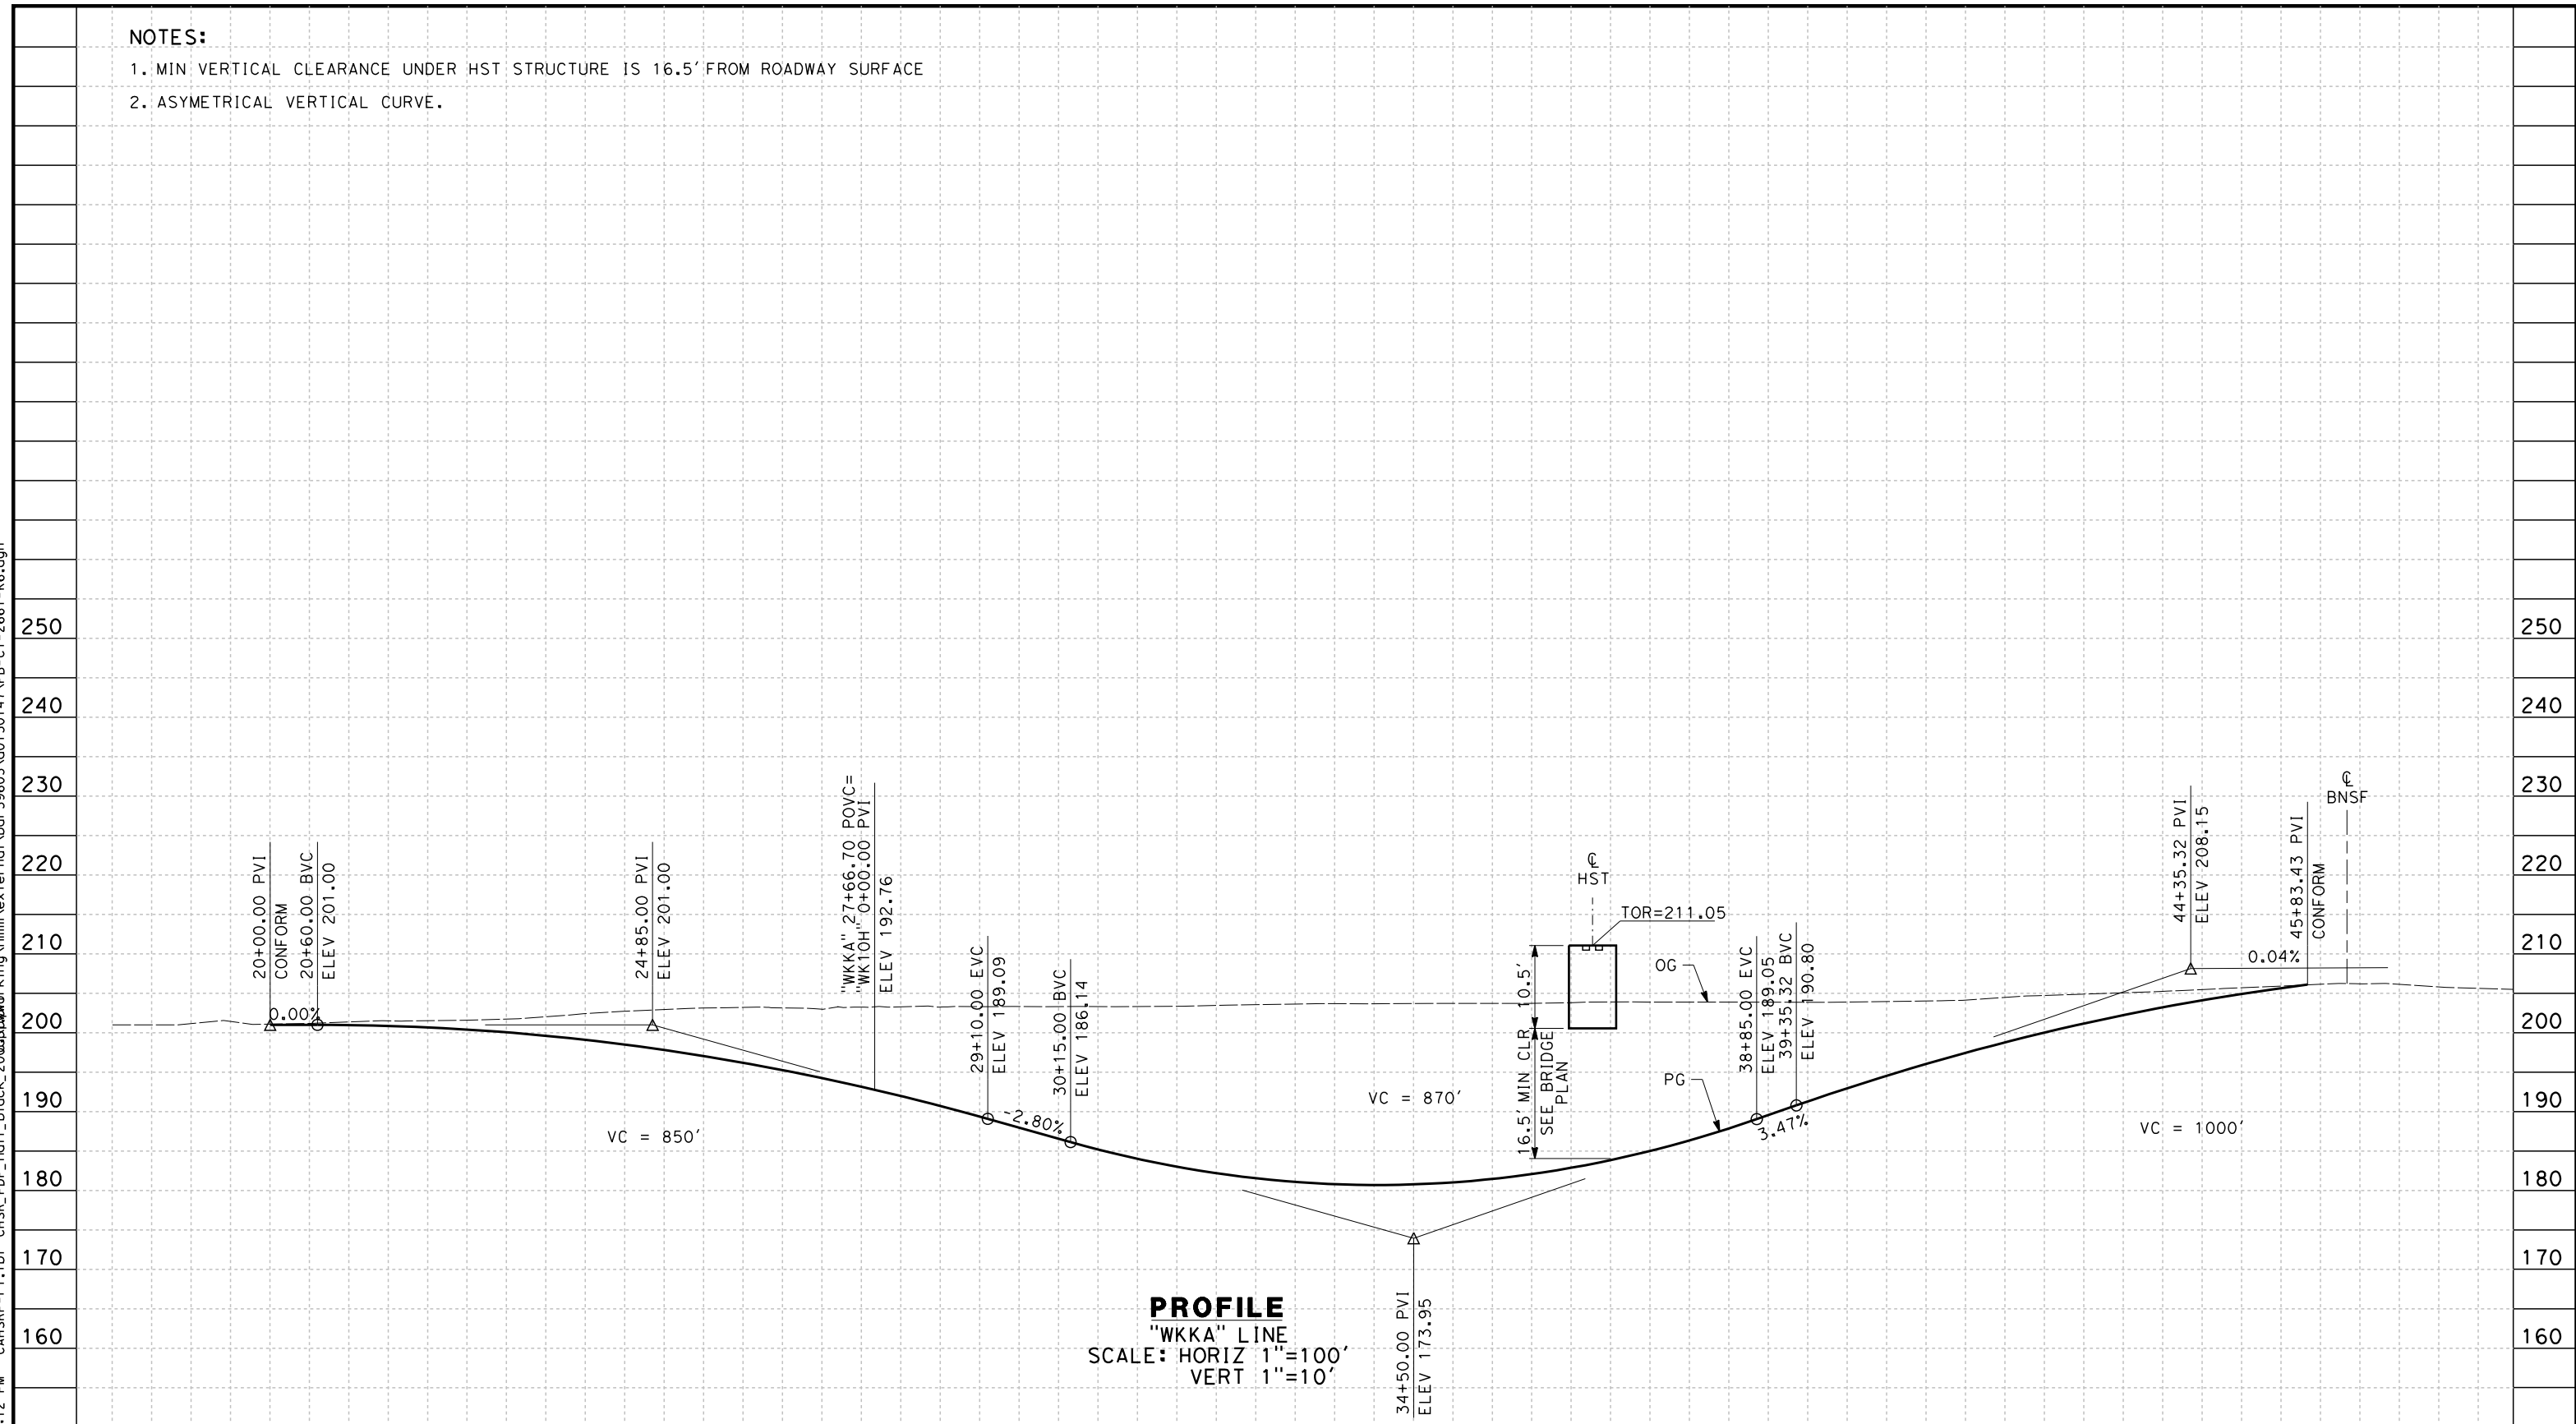 NOTES:
1. MIN VERTICAL CLEARANCE UNDER HST STRUCTURE IS 16.5' FROM ROADWAY SURFACE
2. ASYMETRICAL VERTICAL CURVE.
250
240
230
220
210
200
190
180
170
160
20+00.00 PVI
CONFORM
20+60.00 BVC
ELEV 201.00
0.00%
24+85.00 PVI
ELEV 201.00
VC = 850'
"WKKA" 27+66.70 POVC=
"WK10H" 0+00.00 PVI
ELEV 192.76
29+10.00 EVC
ELEV 189.09
-2.80%
30+15.00 BVC
ELEV 186.14
VC = 870'
34+50.00 PVI
ELEV 173.95
℄
HST
TOR=211.05
10.5'
16.5' MIN CLR
SEE BRIDGE
PLAN
OG
PG
38+85.00 EVC
ELEV 189.05
39+35.32 BVC
ELEV 190.80
3.47%
VC = 1000'
44+35.32 PVI
ELEV 208.15
0.04%
45+83.43 PVI
CONFORM
℄
BNSF
250
240
230
220
210
200
190
180
170
160
PROFILE
"WKKA" LINE
SCALE: HORIZ 1"=100'
VERT 1"=10'